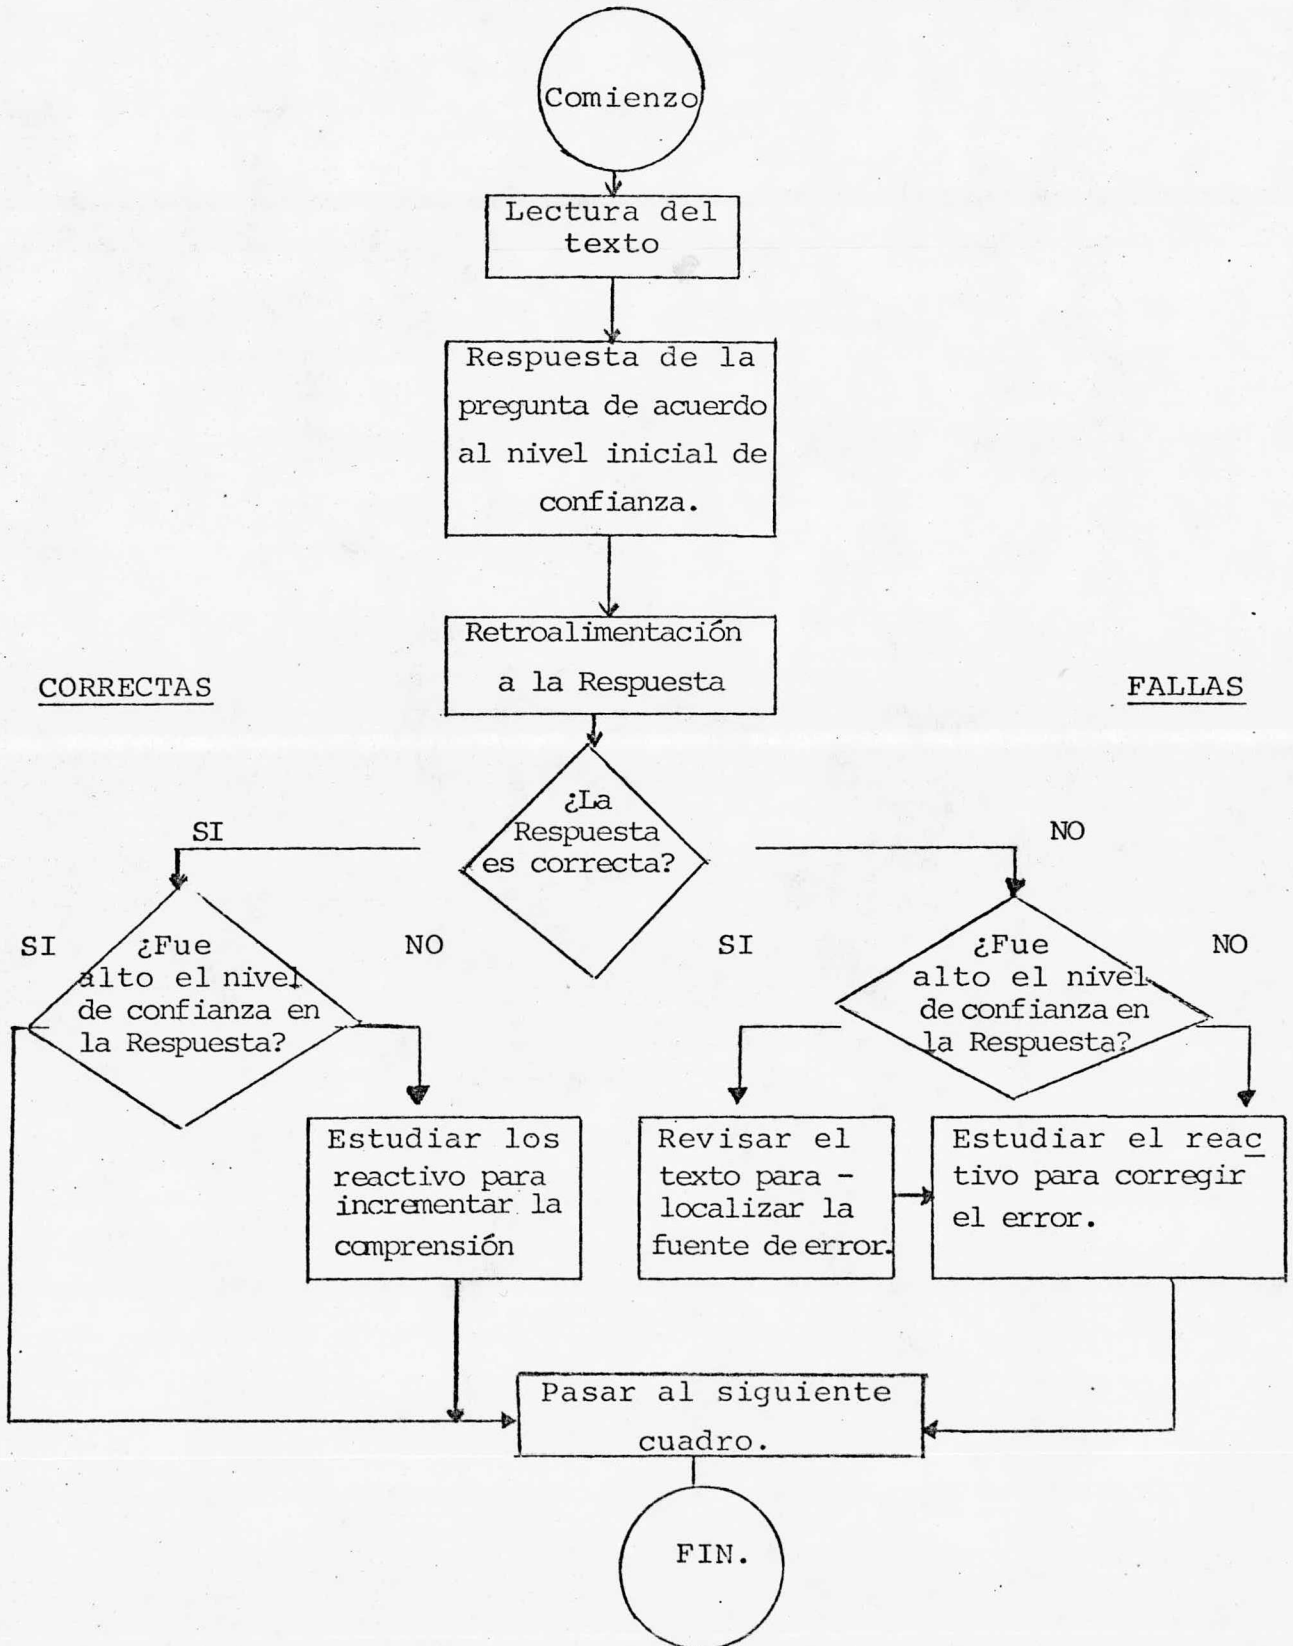 Comienzo
Lectura del
texto
Respuesta de la
pregunta de acuerdo
al nivel inicial de
confianza.
Retroalimentación
a la Respuesta
CORRECTAS
FALLAS
¿La
Respuesta
es correcta?
SI
NO
SI
¿Fue
alto el nivel
de confianza en
la Respuesta?
NO
SI
¿Fue
alto el nivel
de confianza en
la Respuesta?
NO
Estudiar los
reactivo para
incrementar la
comprensión
Revisar el
texto para -
localizar la
fuente de error.
Estudiar el reac
tivo para corregir
el error.
Pasar al siguiente
cuadro.
FIN.